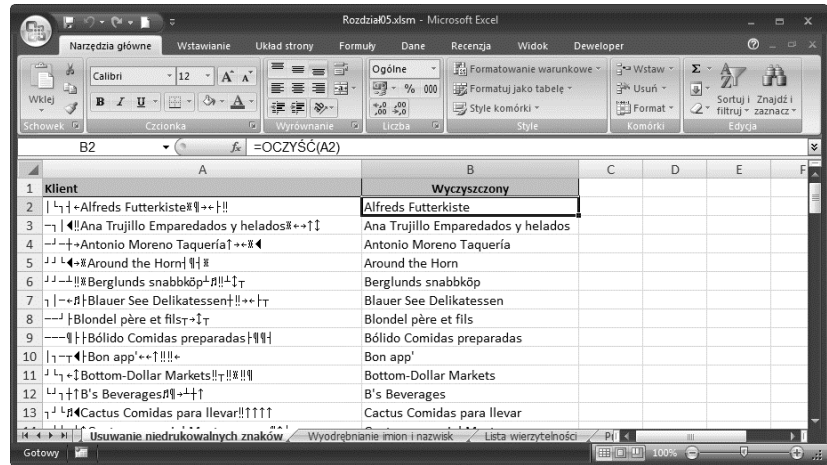 Rozdział05.xlsm - Microsoft Excel
Narzędzia główne Wstawianie Układ strony Formuły Dane Recenzja Widok Deweloper
Wklej
Calibri 12 A A
B I U A
Ogólne
% 000
,0 ,00 ,00 ,0
Formatowanie warunkowe
Formatuj jako tabelę
Style komórki
Wstaw
Usuń
Format
Σ
Sortuj i filtruj
Znajdź i zaznacz
Schowek Czcionka Wyrównanie Liczba Style Komórki Edycja
B2 fx =OCZYŚĆ(A2)
A B C D E F
1 Klient Wyczyszczony
2 Alfreds Futterkiste Alfreds Futterkiste
3 Ana Trujillo Emparedados y helados Ana Trujillo Emparedados y helados
4 Antonio Moreno Taquería Antonio Moreno Taquería
5 Around the Horn Around the Horn
6 Berglunds snabbköp Berglunds snabbköp
7 Blauer See Delikatessen Blauer See Delikatessen
8 Blondel père et fils Blondel père et fils
9 Bólido Comidas preparadas Bólido Comidas preparadas
10 Bon app' Bon app'
11 Bottom-Dollar Markets Bottom-Dollar Markets
12 B's Beverages B's Beverages
13 Cactus Comidas para llevar Cactus Comidas para llevar
Usuwanie niedrukowalnych znaków Wyodrębnianie imion i nazwisk Lista wierzytelności
Gotowy 100%